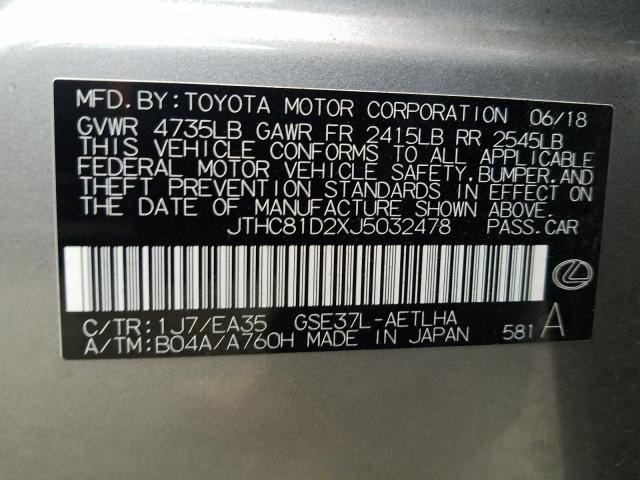 MFD.BY:TOYOTA MOTOR CORPORATION 06/18
GVWR 4735LB GAWR FR 2415LB RR 2545LB
THIS VEHICLE CONFORMS TO ALL APPLICABLE
FEDERAL MOTOR VEHICLE SAFETY,BUMPER,AND
THEFT PREVENTION STANDARDS IN EFFECT ON
THE DATE OF MANUFACTURE SHOWN ABOVE.
JTHC81D2XJ5032478 PASS.CAR
C/TR:1J7/EA35 GSE37L-AETLHA
A/TM:B04A/A760H MADE IN JAPAN 581 A